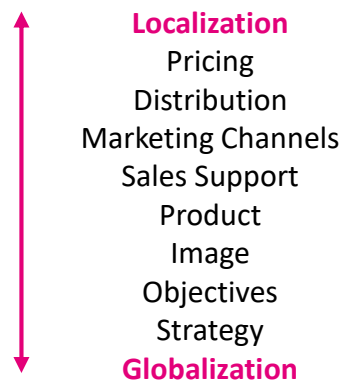 Localization
Pricing
Distribution
Marketing Channels
Sales Support
Product
Image
Objectives
Strategy
Globalization